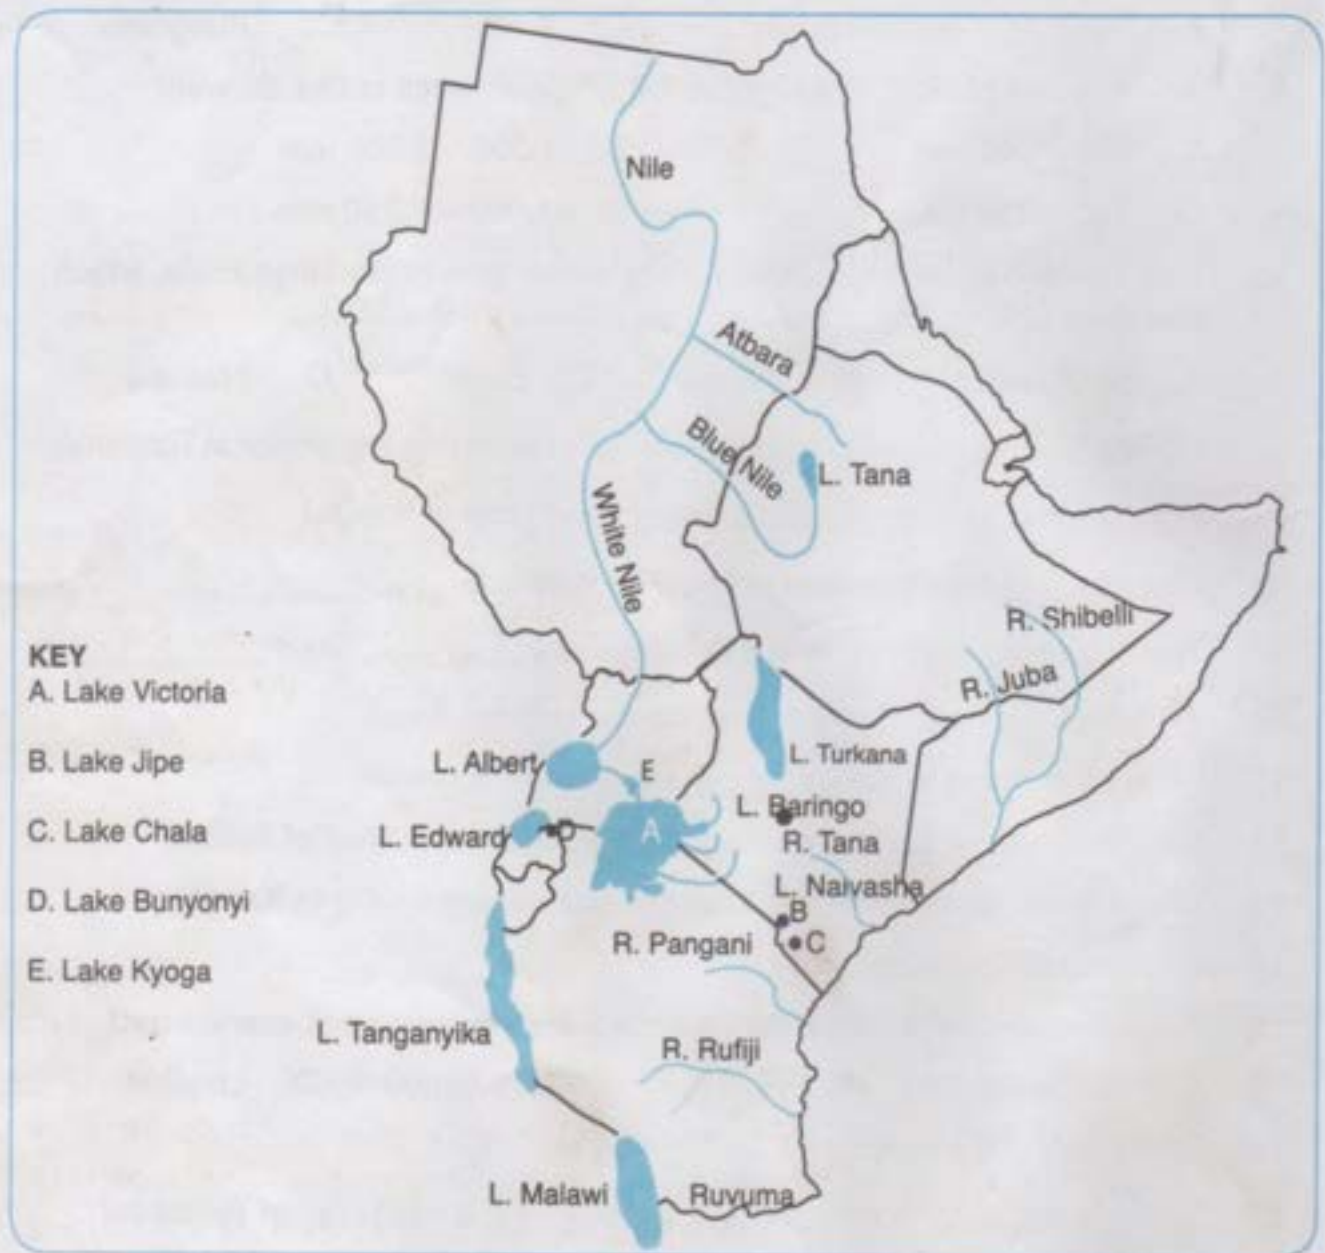 Nile
Atbara
Blue Nile
L. Tana
White Nile
R. Shibelli
R. Juba
KEY
A. Lake Victoria
B. Lake Jipe
C. Lake Chala
D. Lake Bunyonyi
E. Lake Kyoga
L. Albert
E
L. Turkana
L. Baringo
L. Edward
D
A
R. Tana
L. Naivasha
B
R. Pangani
C
L. Tanganyika
R. Rufiji
L. Malawi
Ruvuma